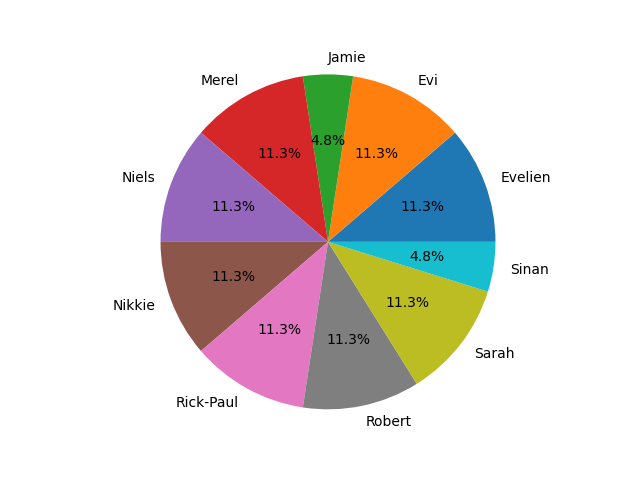 Jamie
Merel
Evi
4.8%
11.3%
11.3%
Niels
Evelien
11.3%
11.3%
4.8%
Sinan
11.3%
Nikkie
11.3%
11.3%
11.3%
Sarah
Rick-Paul
Robert